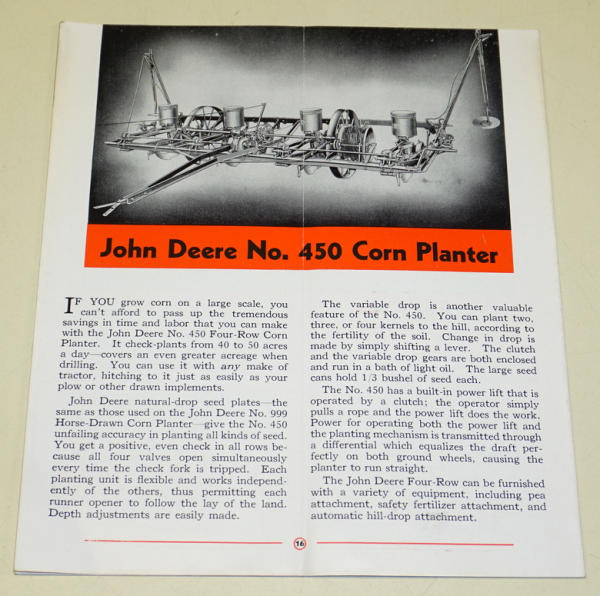 John Deere No. 450 Corn Planter
IF YOU grow corn on a large scale, you
can't afford to pass up the tremendous
savings in time and labor that you can make
with the John Deere No. 450 Four-Row Corn
Planter. It check-plants from 40 to 50 acres
a day—covers an even greater acreage when
drilling. You can use it with any make of
tractor, hitching to it just as easily as your
plow or other drawn implements.
John Deere natural-drop seed plates—the
same as those used on the John Deere No. 999
Horse-Drawn Corn Planter—give the No. 450
unfailing accuracy in planting all kinds of seed.
You get a positive, even check in all rows be-
cause all four valves open simultaneously
every time the check fork is tripped. Each
planting unit is flexible and works independ-
ently of the others, thus permitting each
runner opener to follow the lay of the land.
Depth adjustments are easily made.
The variable drop is another valuable
feature of the No. 450. You can plant two,
three, or four kernels to the hill, according to
the fertility of the soil. Change in drop is
made by simply shifting a lever. The clutch
and the variable drop gears are both enclosed
and run in a bath of light oil. The large seed
cans hold 1/3 bushel of seed each.
The No. 450 has a built-in power lift that is
operated by a clutch; the operator simply
pulls a rope and the power lift does the work.
Power for operating both the power lift and
the planting mechanism is transmitted through
a differential which equalizes the draft per-
fectly on both ground wheels, causing the
planter to run straight.
The John Deere Four-Row can be furnished
with a variety of equipment, including pea
attachment, safety fertilizer attachment, and
automatic hill-drop attachment.
16